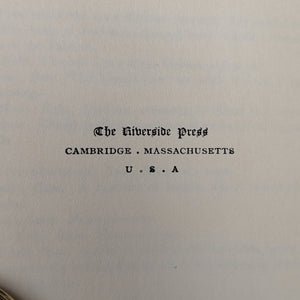 The Riverside Press
CAMBRIDGE . MASSACHUSETTS
U . S . A